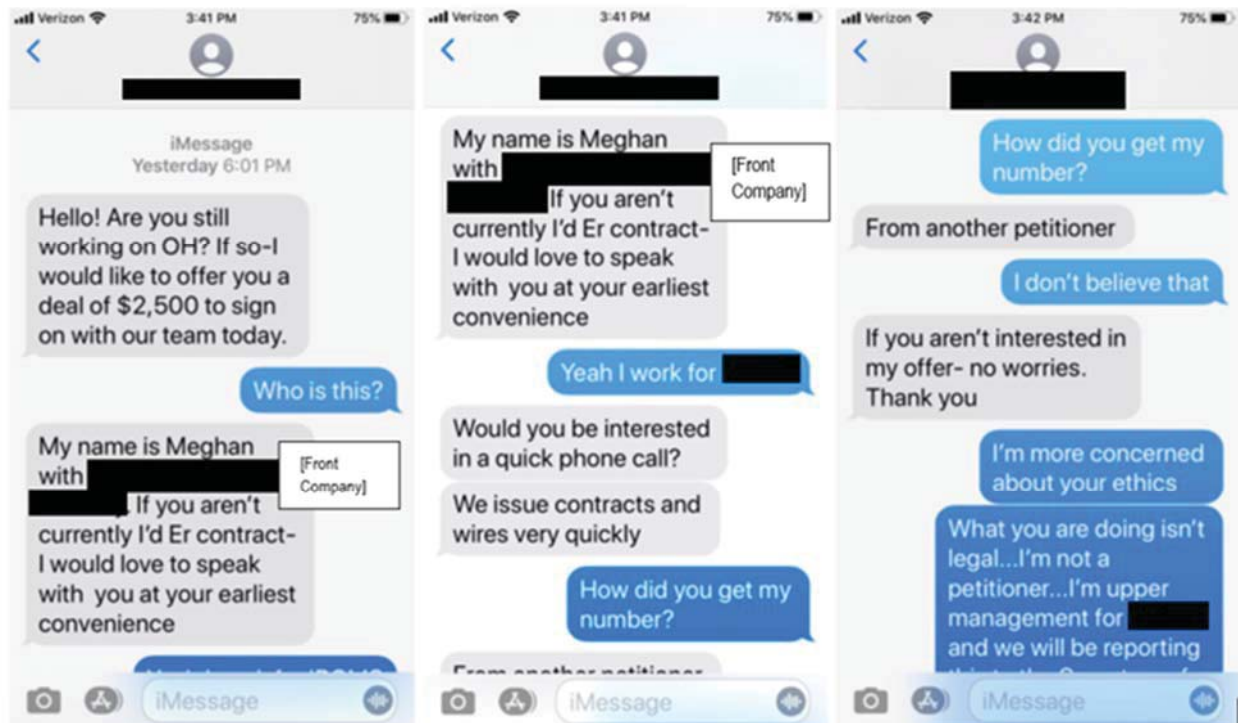 Verizon 3:41 PM 75%
iMessage
Yesterday 6:01 PM
Hello! Are you still
working on OH? If so-I
would like to offer you a
deal of $2,500 to sign
on with our team today.
Who is this?
My name is Meghan
with
[Front
Company]
. If you aren't
currently I'd Er contract-
I would love to speak
with you at your earliest
convenience
iMessage
Verizon 3:41 PM 75%
My name is Meghan
with
[Front
Company]
If you aren't
currently I'd Er contract-
I would love to speak
with you at your earliest
convenience
Yeah I work for
Would you be interested
in a quick phone call?
We issue contracts and
wires very quickly
How did you get my
number?
From another petitioner
iMessage
Verizon 3:42 PM 75%
How did you get my
number?
From another petitioner
I don't believe that
If you aren't interested in
my offer- no worries.
Thank you
I'm more concerned
about your ethics
What you are doing isn't
legal...I'm not a
petitioner...I'm upper
management for
and we will be reporting
iMessage